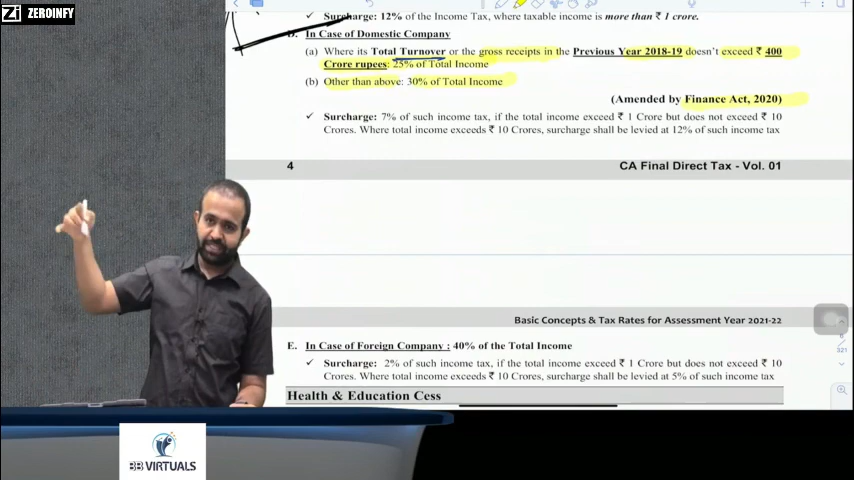 Zi ZEROINFY
✓ Surcharge: 12% of the Income Tax, where taxable income is more than ₹ 1 crore.
D. In Case of Domestic Company
(a) Where its Total Turnover or the gross receipts in the Previous Year 2018-19 doesn't exceed ₹ 400
Crore rupees: 25% of Total Income
(b) Other than above: 30% of Total Income
(Amended by Finance Act, 2020)
✓ Surcharge: 7% of such income tax, if the total income exceed ₹ 1 Crore but does not exceed ₹ 10
Crores. Where total income exceeds ₹ 10 Crores, surcharge shall be levied at 12% of such income tax
4 CA Final Direct Tax - Vol. 01
Basic Concepts & Tax Rates for Assessment Year 2021-22
E. In Case of Foreign Company : 40% of the Total Income
✓ Surcharge: 2% of such income tax, if the total income exceed ₹ 1 Crore but does not exceed ₹ 10
Crores. Where total income exceeds ₹ 10 Crores, surcharge shall be levied at 5% of such income tax
Health & Education Cess
321
BB VIRTUALS